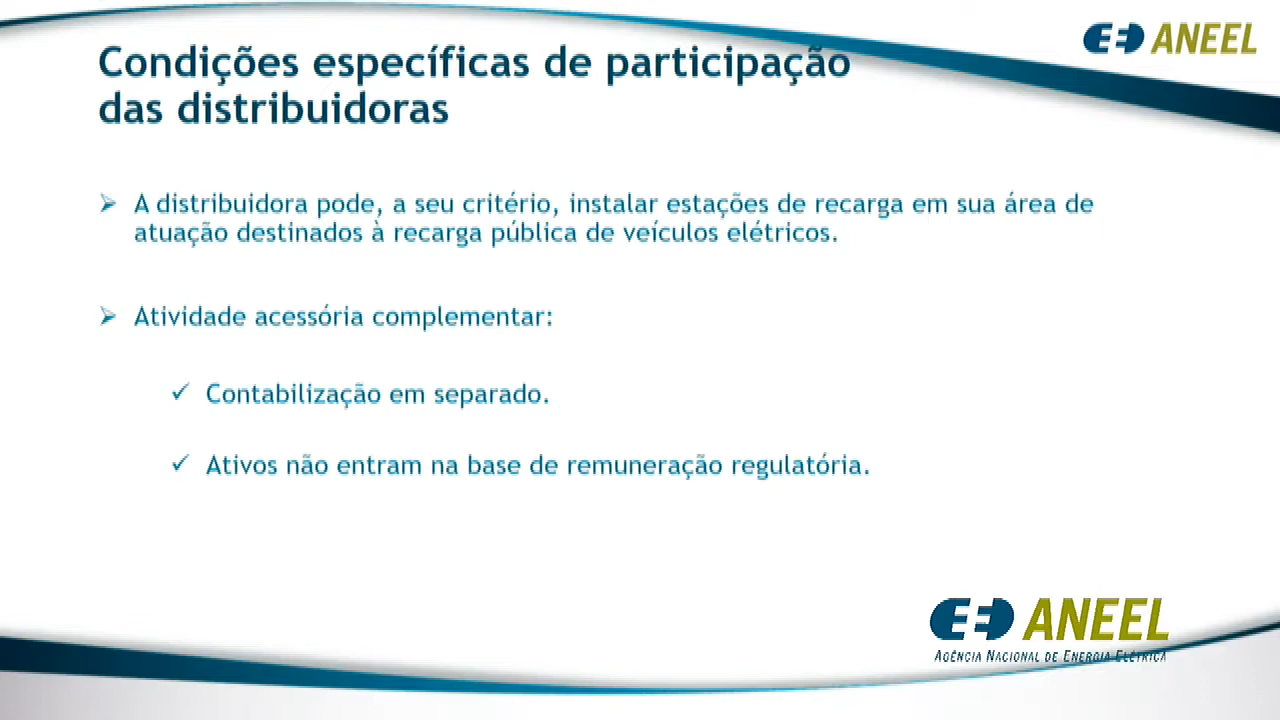 ANEEL
Condições específicas de participação
das distribuidoras
A distribuidora pode, a seu critério, instalar estações de recarga em sua área de
atuação destinados à recarga pública de veículos elétricos.
Atividade acessória complementar:
Contabilização em separado.
Ativos não entram na base de remuneração regulatória.
ANEEL
AGÊNCIA NACIONAL DE ENERGIA ELÉTRICA